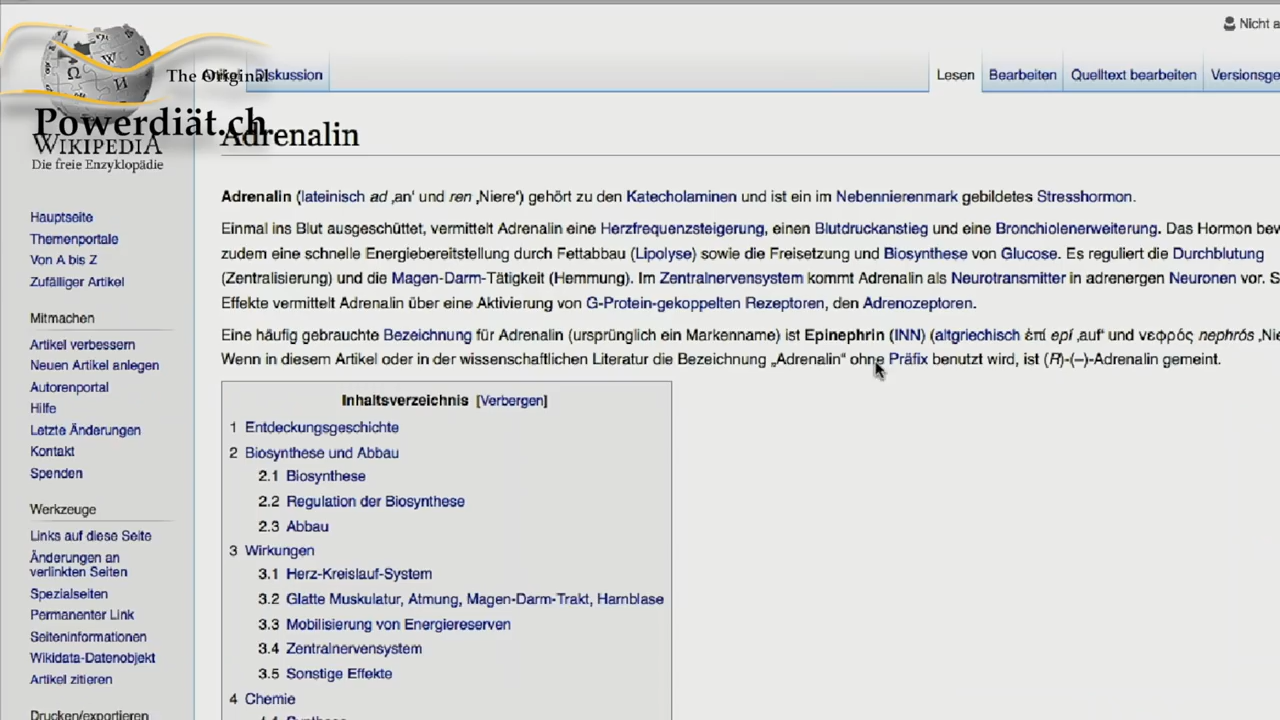 Nicht a
The Original
Artikel Diskussion
Lesen Bearbeiten Quelltext bearbeiten Versionsge
Powerdiät.ch
WIKIPEDIA
Die freie Enzyklopädie
Adrenalin
Adrenalin (lateinisch ad ‚an‘ und ren ‚Niere‘) gehört zu den Katecholaminen und ist ein im Nebennierenmark gebildetes Stresshormon.
Einmal ins Blut ausgeschüttet, vermittelt Adrenalin eine Herzfrequenzsteigerung, einen Blutdruckanstieg und eine Bronchiolenerweiterung. Das Hormon bew
zudem eine schnelle Energiebereitstellung durch Fettabbau (Lipolyse) sowie die Freisetzung und Biosynthese von Glucose. Es reguliert die Durchblutung
(Zentralisierung) und die Magen-Darm-Tätigkeit (Hemmung). Im Zentralnervensystem kommt Adrenalin als Neurotransmitter in adrenergen Neuronen vor. S
Effekte vermittelt Adrenalin über eine Aktivierung von G-Protein-gekoppelten Rezeptoren, den Adrenozeptoren.
Eine häufig gebrauchte Bezeichnung für Adrenalin (ursprünglich ein Markenname) ist Epinephrin (INN) (altgriechisch ἐπί epí ‚auf‘ und νεφρός nephrós ‚Nie
Wenn in diesem Artikel oder in der wissenschaftlichen Literatur die Bezeichnung „Adrenalin“ ohne Präfix benutzt wird, ist (R)-(–)-Adrenalin gemeint.
Inhaltsverzeichnis [Verbergen]
1 Entdeckungsgeschichte
2 Biosynthese und Abbau
2.1 Biosynthese
2.2 Regulation der Biosynthese
2.3 Abbau
3 Wirkungen
3.1 Herz-Kreislauf-System
3.2 Glatte Muskulatur, Atmung, Magen-Darm-Trakt, Harnblase
3.3 Mobilisierung von Energiereserven
3.4 Zentralnervensystem
3.5 Sonstige Effekte
4 Chemie
Hauptseite
Themenportale
Von A bis Z
Zufälliger Artikel
Mitmachen
Artikel verbessern
Neuen Artikel anlegen
Autorenportal
Hilfe
Letzte Änderungen
Kontakt
Spenden
Werkzeuge
Links auf diese Seite
Änderungen an
verlinkten Seiten
Spezialseiten
Permanenter Link
Seiteninformationen
Wikidata-Datenobjekt
Artikel zitieren
Drucken/exportieren